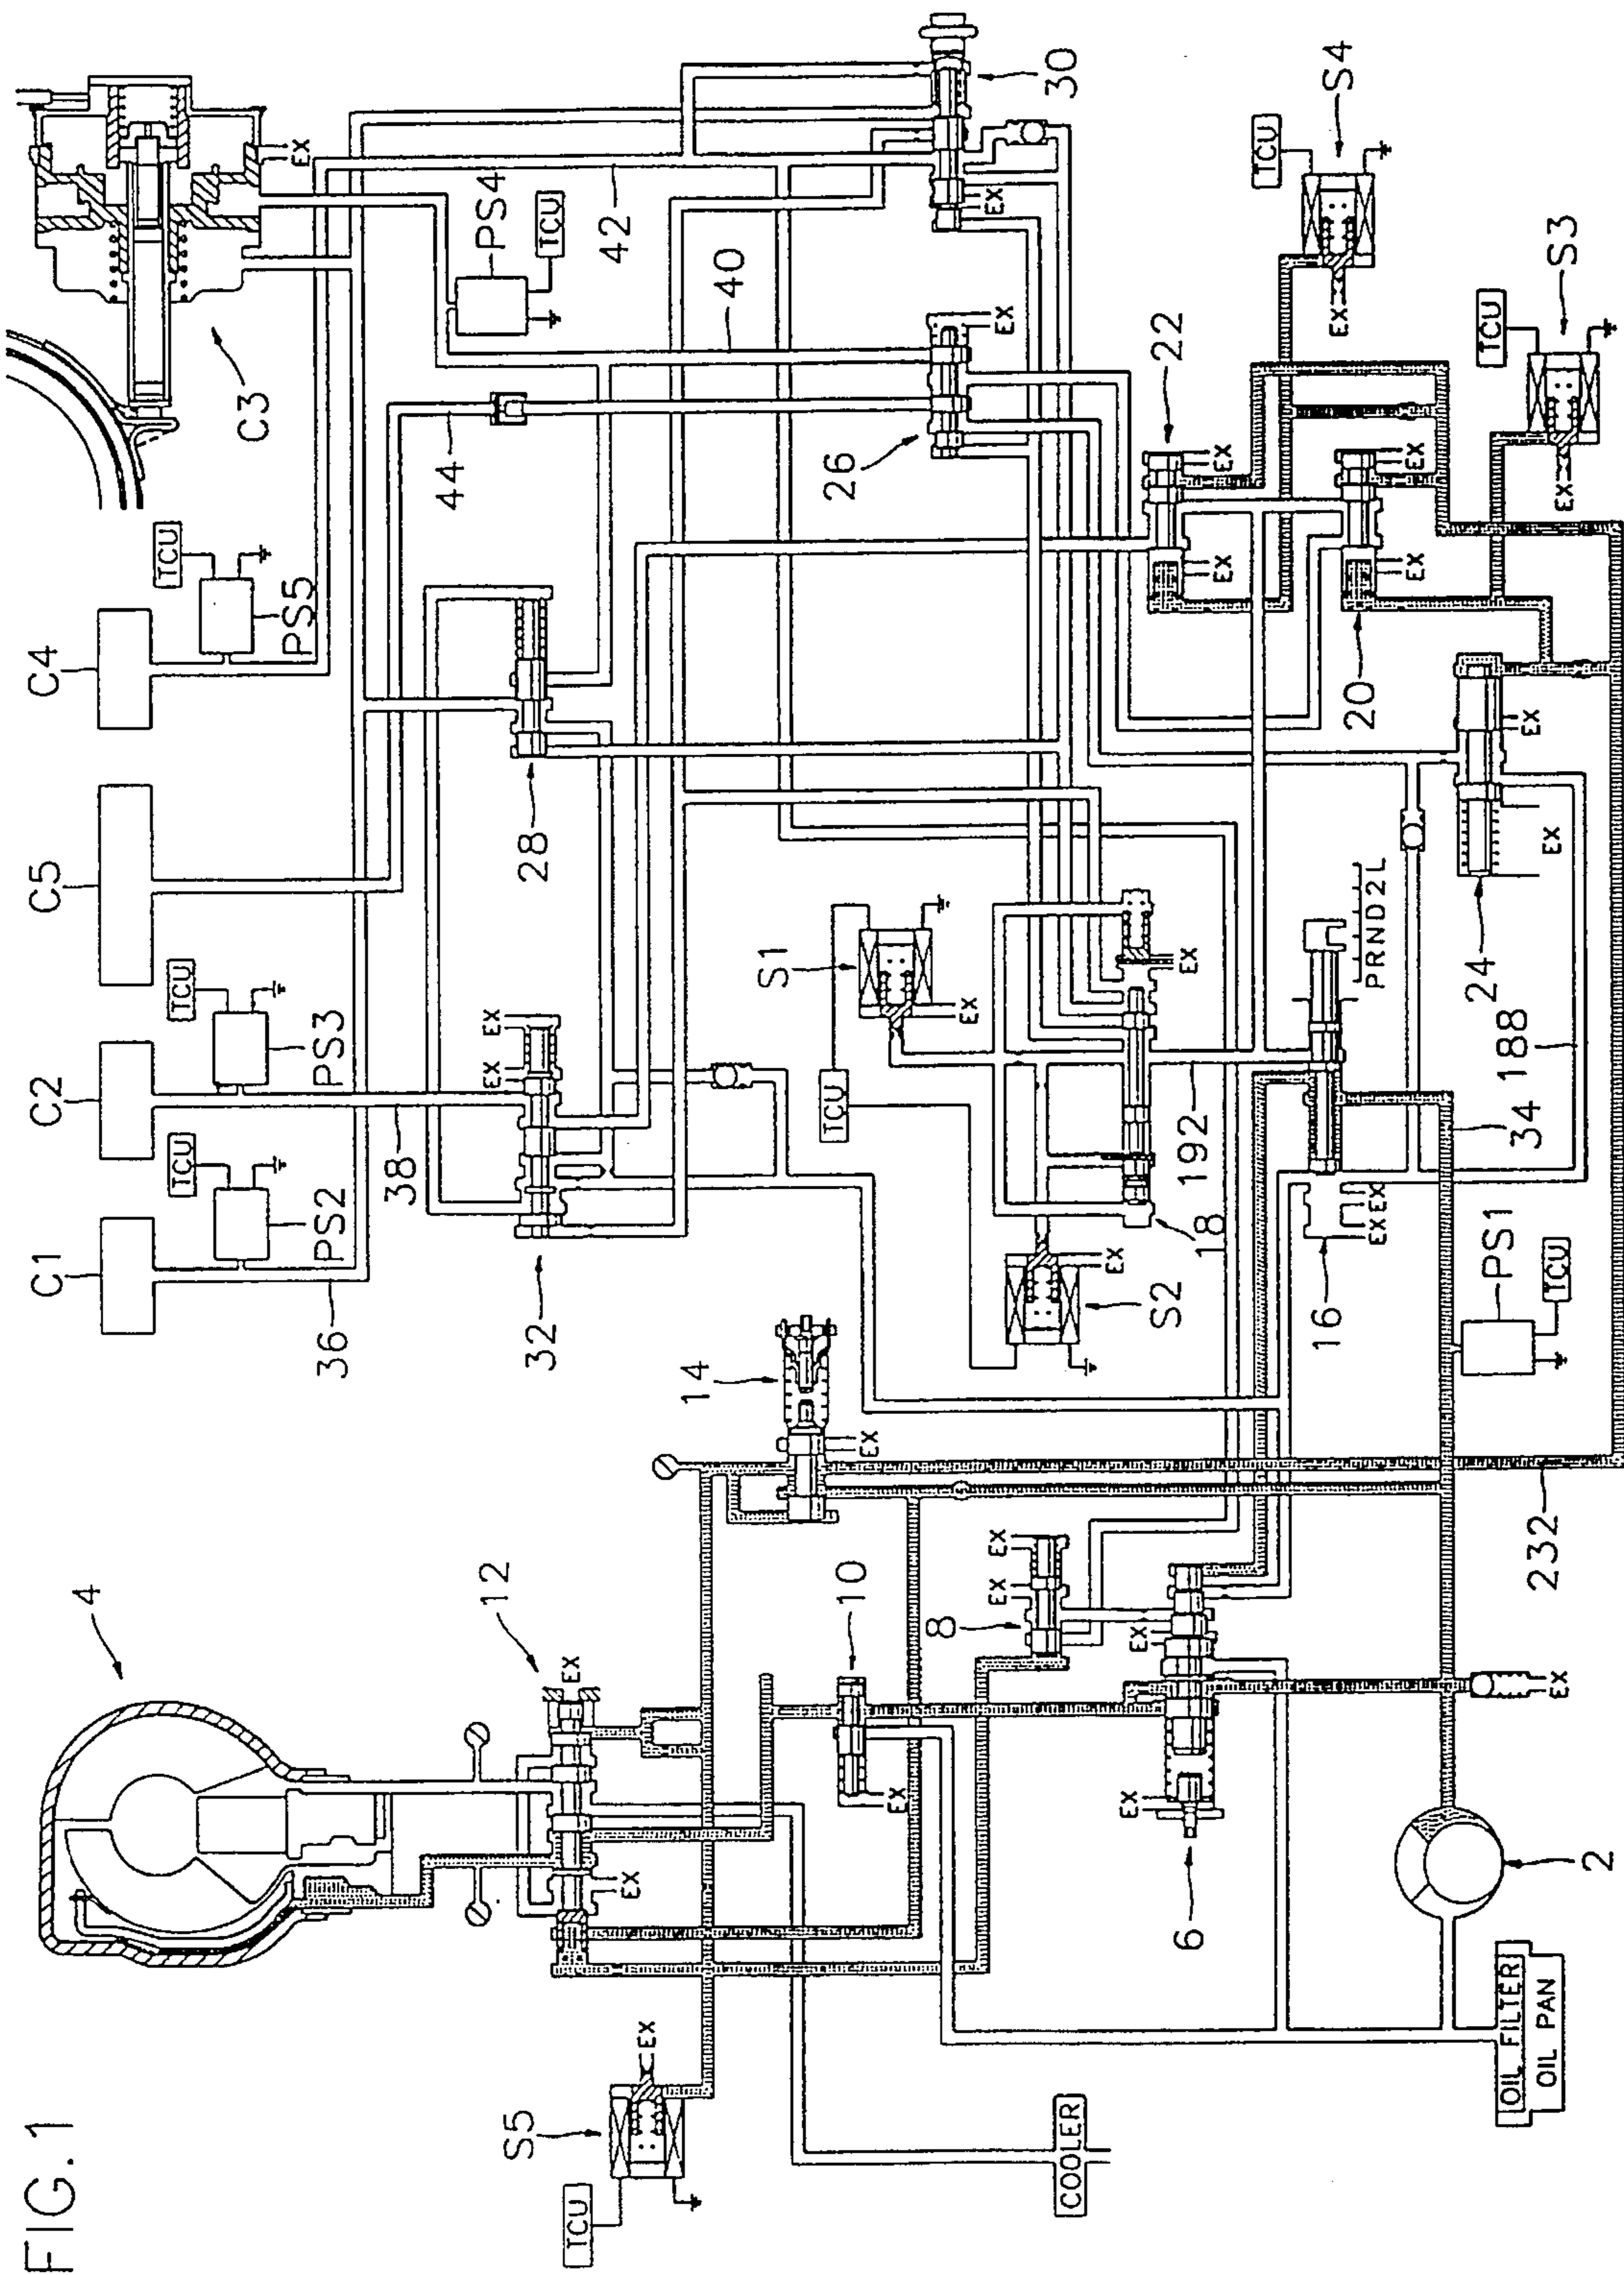 FIG. 1
C1
C2
C5
C4
C3
TCU
PS2
TCU
PS3
TCU
PS5
EX
36
38
44
PS4
TCU
42
40
4
12
EX
EX
S5
TCU
EX
14
EX
32
EX
EX
28
26
EX
30
EX
10
EX
8
EX
EX
S1
EX
TCU
S2
EX
18
EX
192
22
EX
EX
TCU
S4
EX
6
EX
EX
16
EX
EX
PRND2L
20
EX
EX
TCU
S3
EX
24
EX
EX
COOLER
EX
232
PS1
TCU
34
188
2
OIL FILTER
OIL PAN